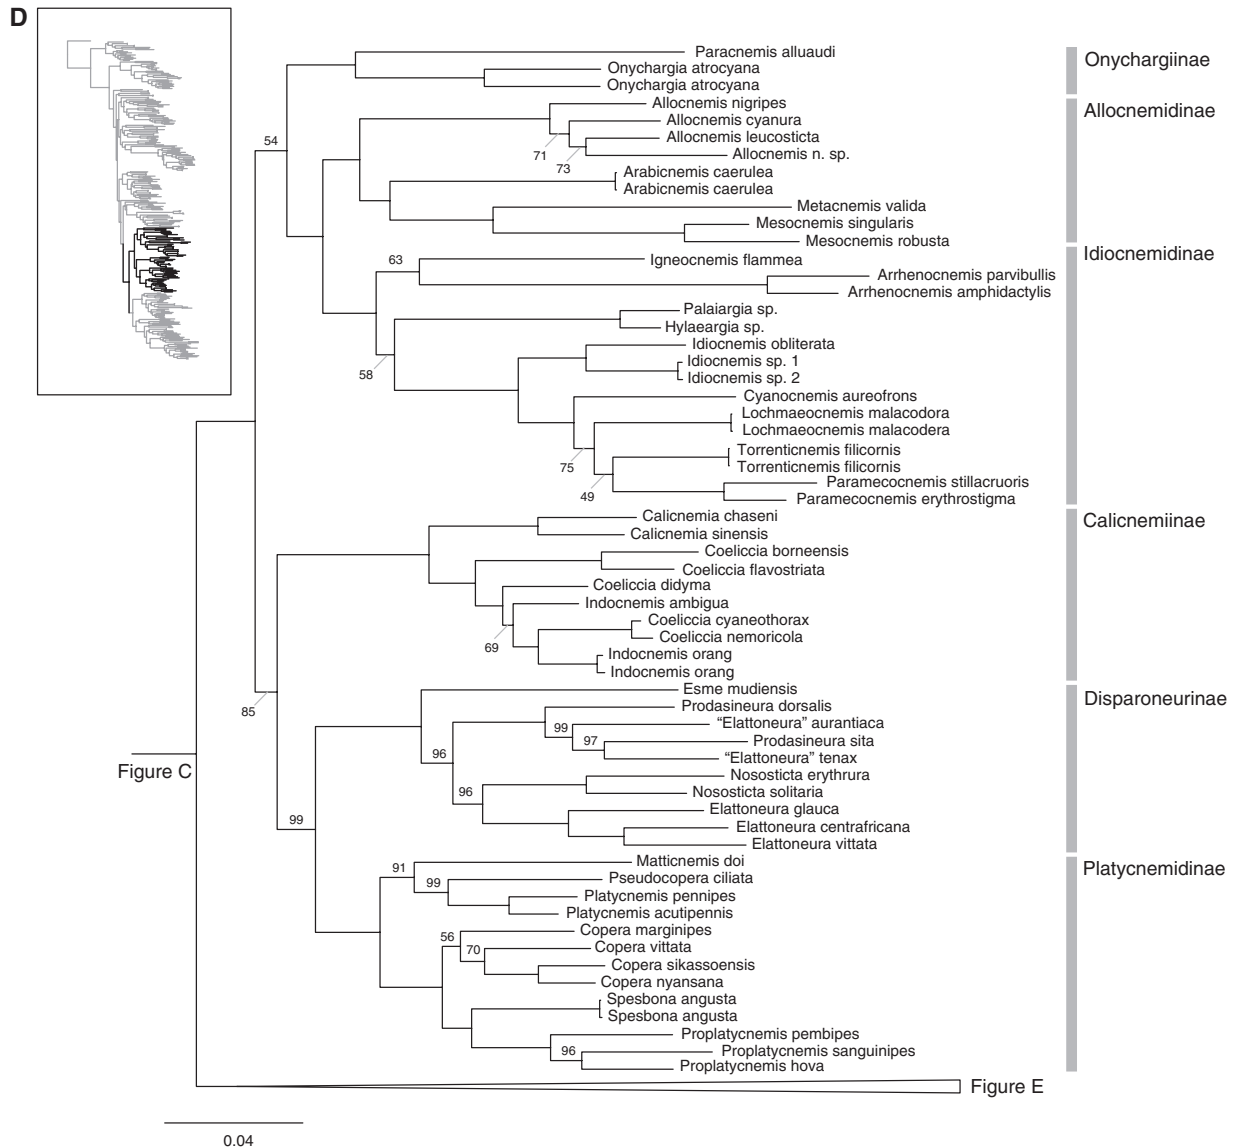 D
Paracnemis alluaudi
Onychargia atrocyana
Onychargia atrocyana
Onychargiinae
Allocnemis nigripes
Allocnemidinae
Allocnemis cyanura
54
Allocnemis leucosticta
71
Allocnemis n. sp.
73
Arabicnemis caerulea
Arabicnemis caerulea
Metacnemis valida
Mesocnemis singularis
Mesocnemis robusta
Idiocnemidinae
63
Igneocnemis flammea
Arrhenocnemis parvibullis
Arrhenocnemis amphidactylis
Palaiargia sp.
Hylaeargia sp.
Idiocnemis obliterata
Idiocnemis sp. 1
58
Idiocnemis sp. 2
Cyanocnemis aureofrons
Lochmaeocnemis malacodora
Lochmaeocnemis malacodera
Torrenticnemis filicornis
75
Torrenticnemis filicornis
Paramecocnemis stillacruoris
49
Paramecocnemis erythrostigma
Calicnemia chaseni
Calicnemiinae
Calicnemia sinensis
Coeliccia borneensis
Coeliccia flavostriata
Coeliccia didyma
Indocnemis ambigua
Coeliccia cyaneothorax
Coeliccia nemoricola
69
Indocnemis orang
Indocnemis orang
Esme mudiensis
Disparoneurinae
85
Prodasineura dorsalis
99
“Elattoneura” aurantiaca
97
Prodasineura sita
96
“Elattoneura” tenax
Figure C
Nososticta erythrura
96
Nososticta solitaria
Elattoneura glauca
99
Elattoneura centrafricana
Elattoneura vittata
Matticnemis doi
91
Platycnemidinae
99
Pseudocopera ciliata
Platycnemis pennipes
Platycnemis acutipennis
Copera marginipes
56
70
Copera vittata
Copera sikassoensis
Copera nyansana
Spesbona angusta
Spesbona angusta
Proplatycnemis pembipes
96
Proplatycnemis sanguinipes
Proplatycnemis hova
Figure E
0.04